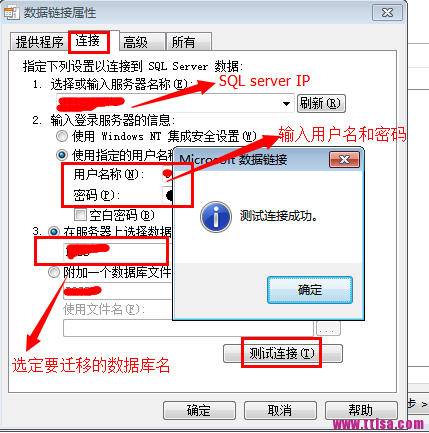 数据链接属性
提供程序 连接 高级 所有
指定下列设置以连接到 SQL Server 数据:
1. 选择或输入服务器名称(E):
SQL server IP
刷新(R)
2. 输入登录服务器的信息:
使用 Windows NT 集成安全设置(W)
输入用户名和密码
使用指定的用户名称
Microsoft 数据链接
用户名称(N):
密码(P):
空白密码(B)
测试连接成功。
3. 在服务器上选择数据
确定
附加一个数据库文件
使用文件名(F):
...
选定要迁移的数据库名
测试连接(T)
步 >
确定 取消 帮助
www.ttlsa.com